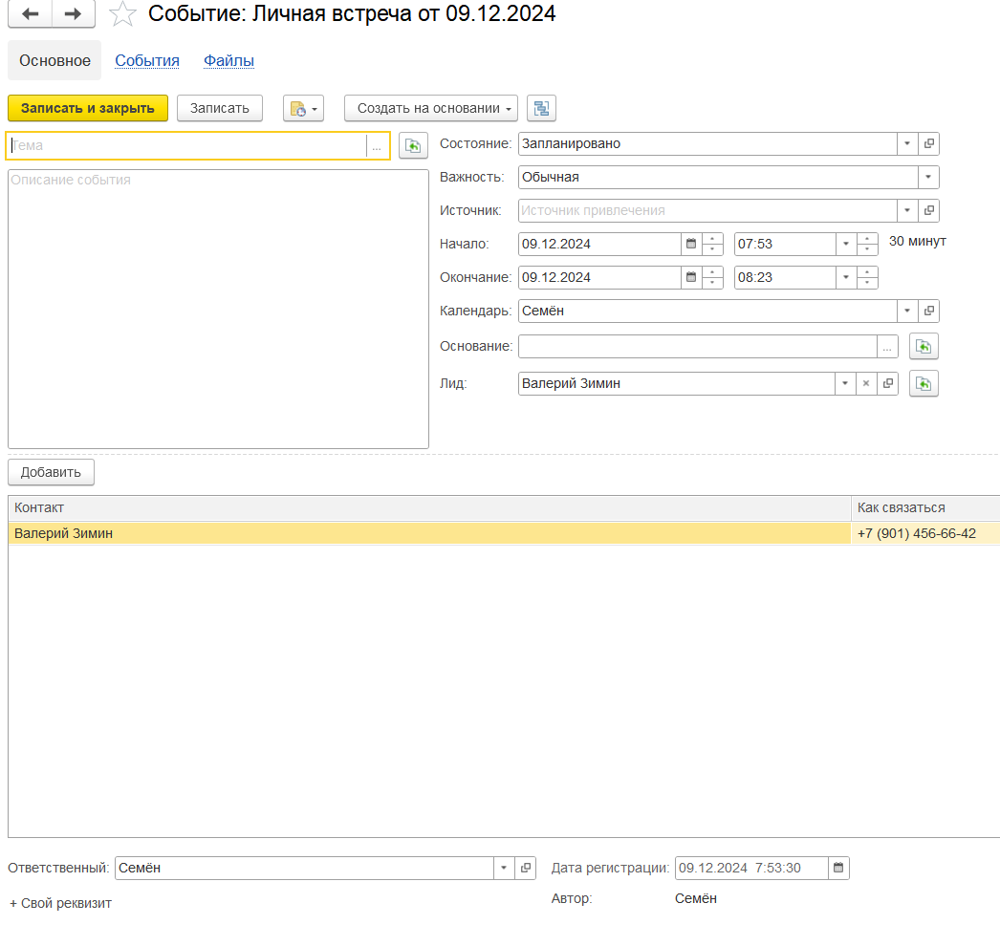 Событие: Личная встреча от 09.12.2024
Основное События Файлы
Записать и закрыть Записать Создать на основании
Тема ...
Описание события
Состояние: Запланировано
Важность: Обычная
Источник: Источник привлечения
Начало: 09.12.2024 07:53 30 минут
Окончание: 09.12.2024 08:23
Календарь: Семён
Основание: ...
Лид: Валерий Зимин
Добавить
Контакт Как связаться
Валерий Зимин +7 (901) 456-66-42
Ответственный: Семён Дата регистрации: 09.12.2024 7:53:30
+ Свой реквизит Автор: Семён